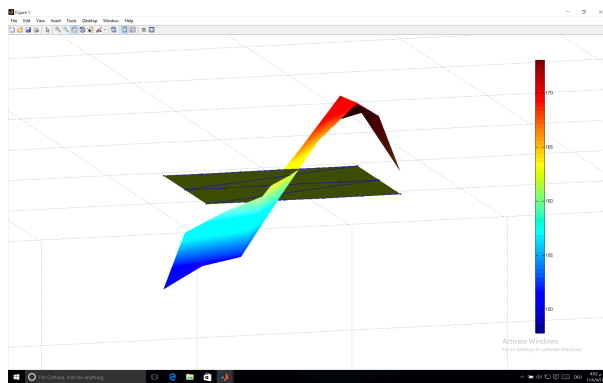 Figure 1
File Edit View Insert Tools Desktop Window Help
170
165
160
155
150
Activate Windows
Go to Settings to activate Windows.
I'm Cortana. Ask me anything.
DEU